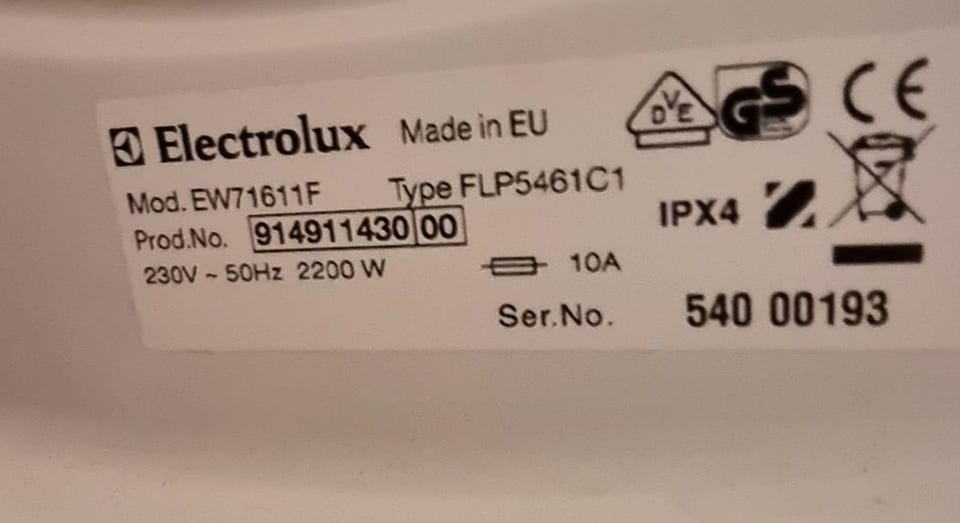 Electrolux Made in EU
DVE GS CE
Mod. EW71611F Type FLP5461C1
Prod.No. 914911430 00
IPX4
230V ~ 50Hz 2200 W 10A
Ser.No. 540 00193